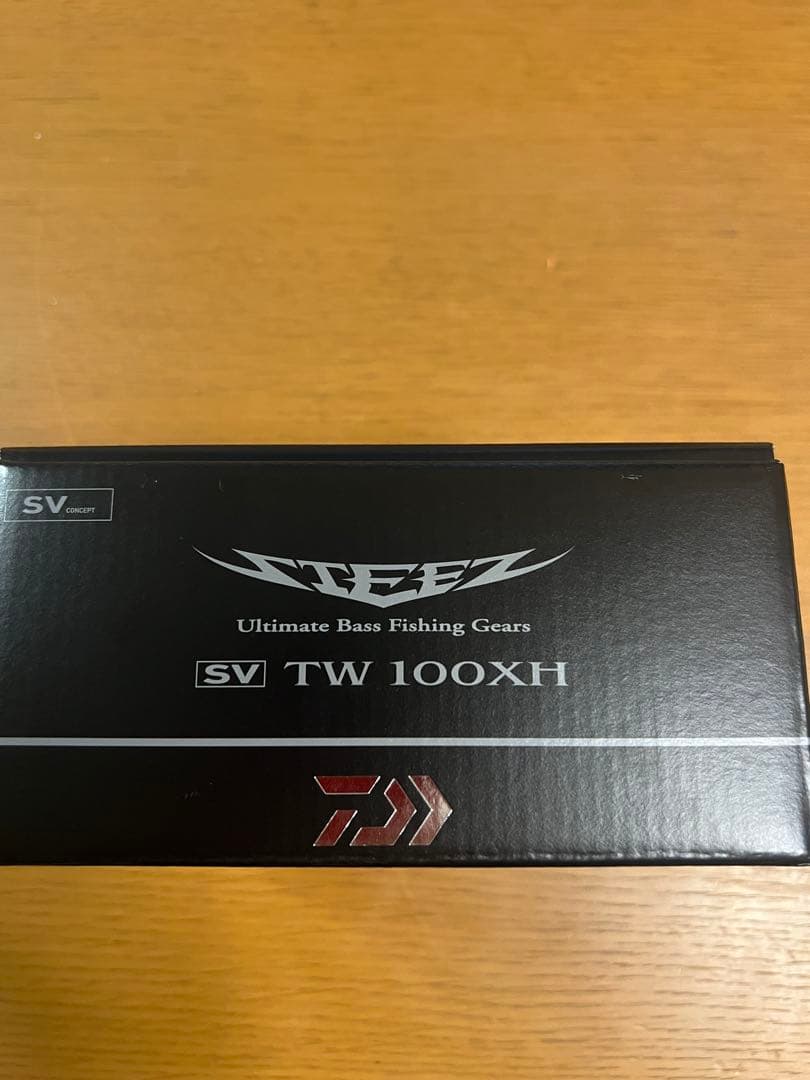 SV CONCEPT
STEEZ
Ultimate Bass Fishing Gears
SV TW 100XH